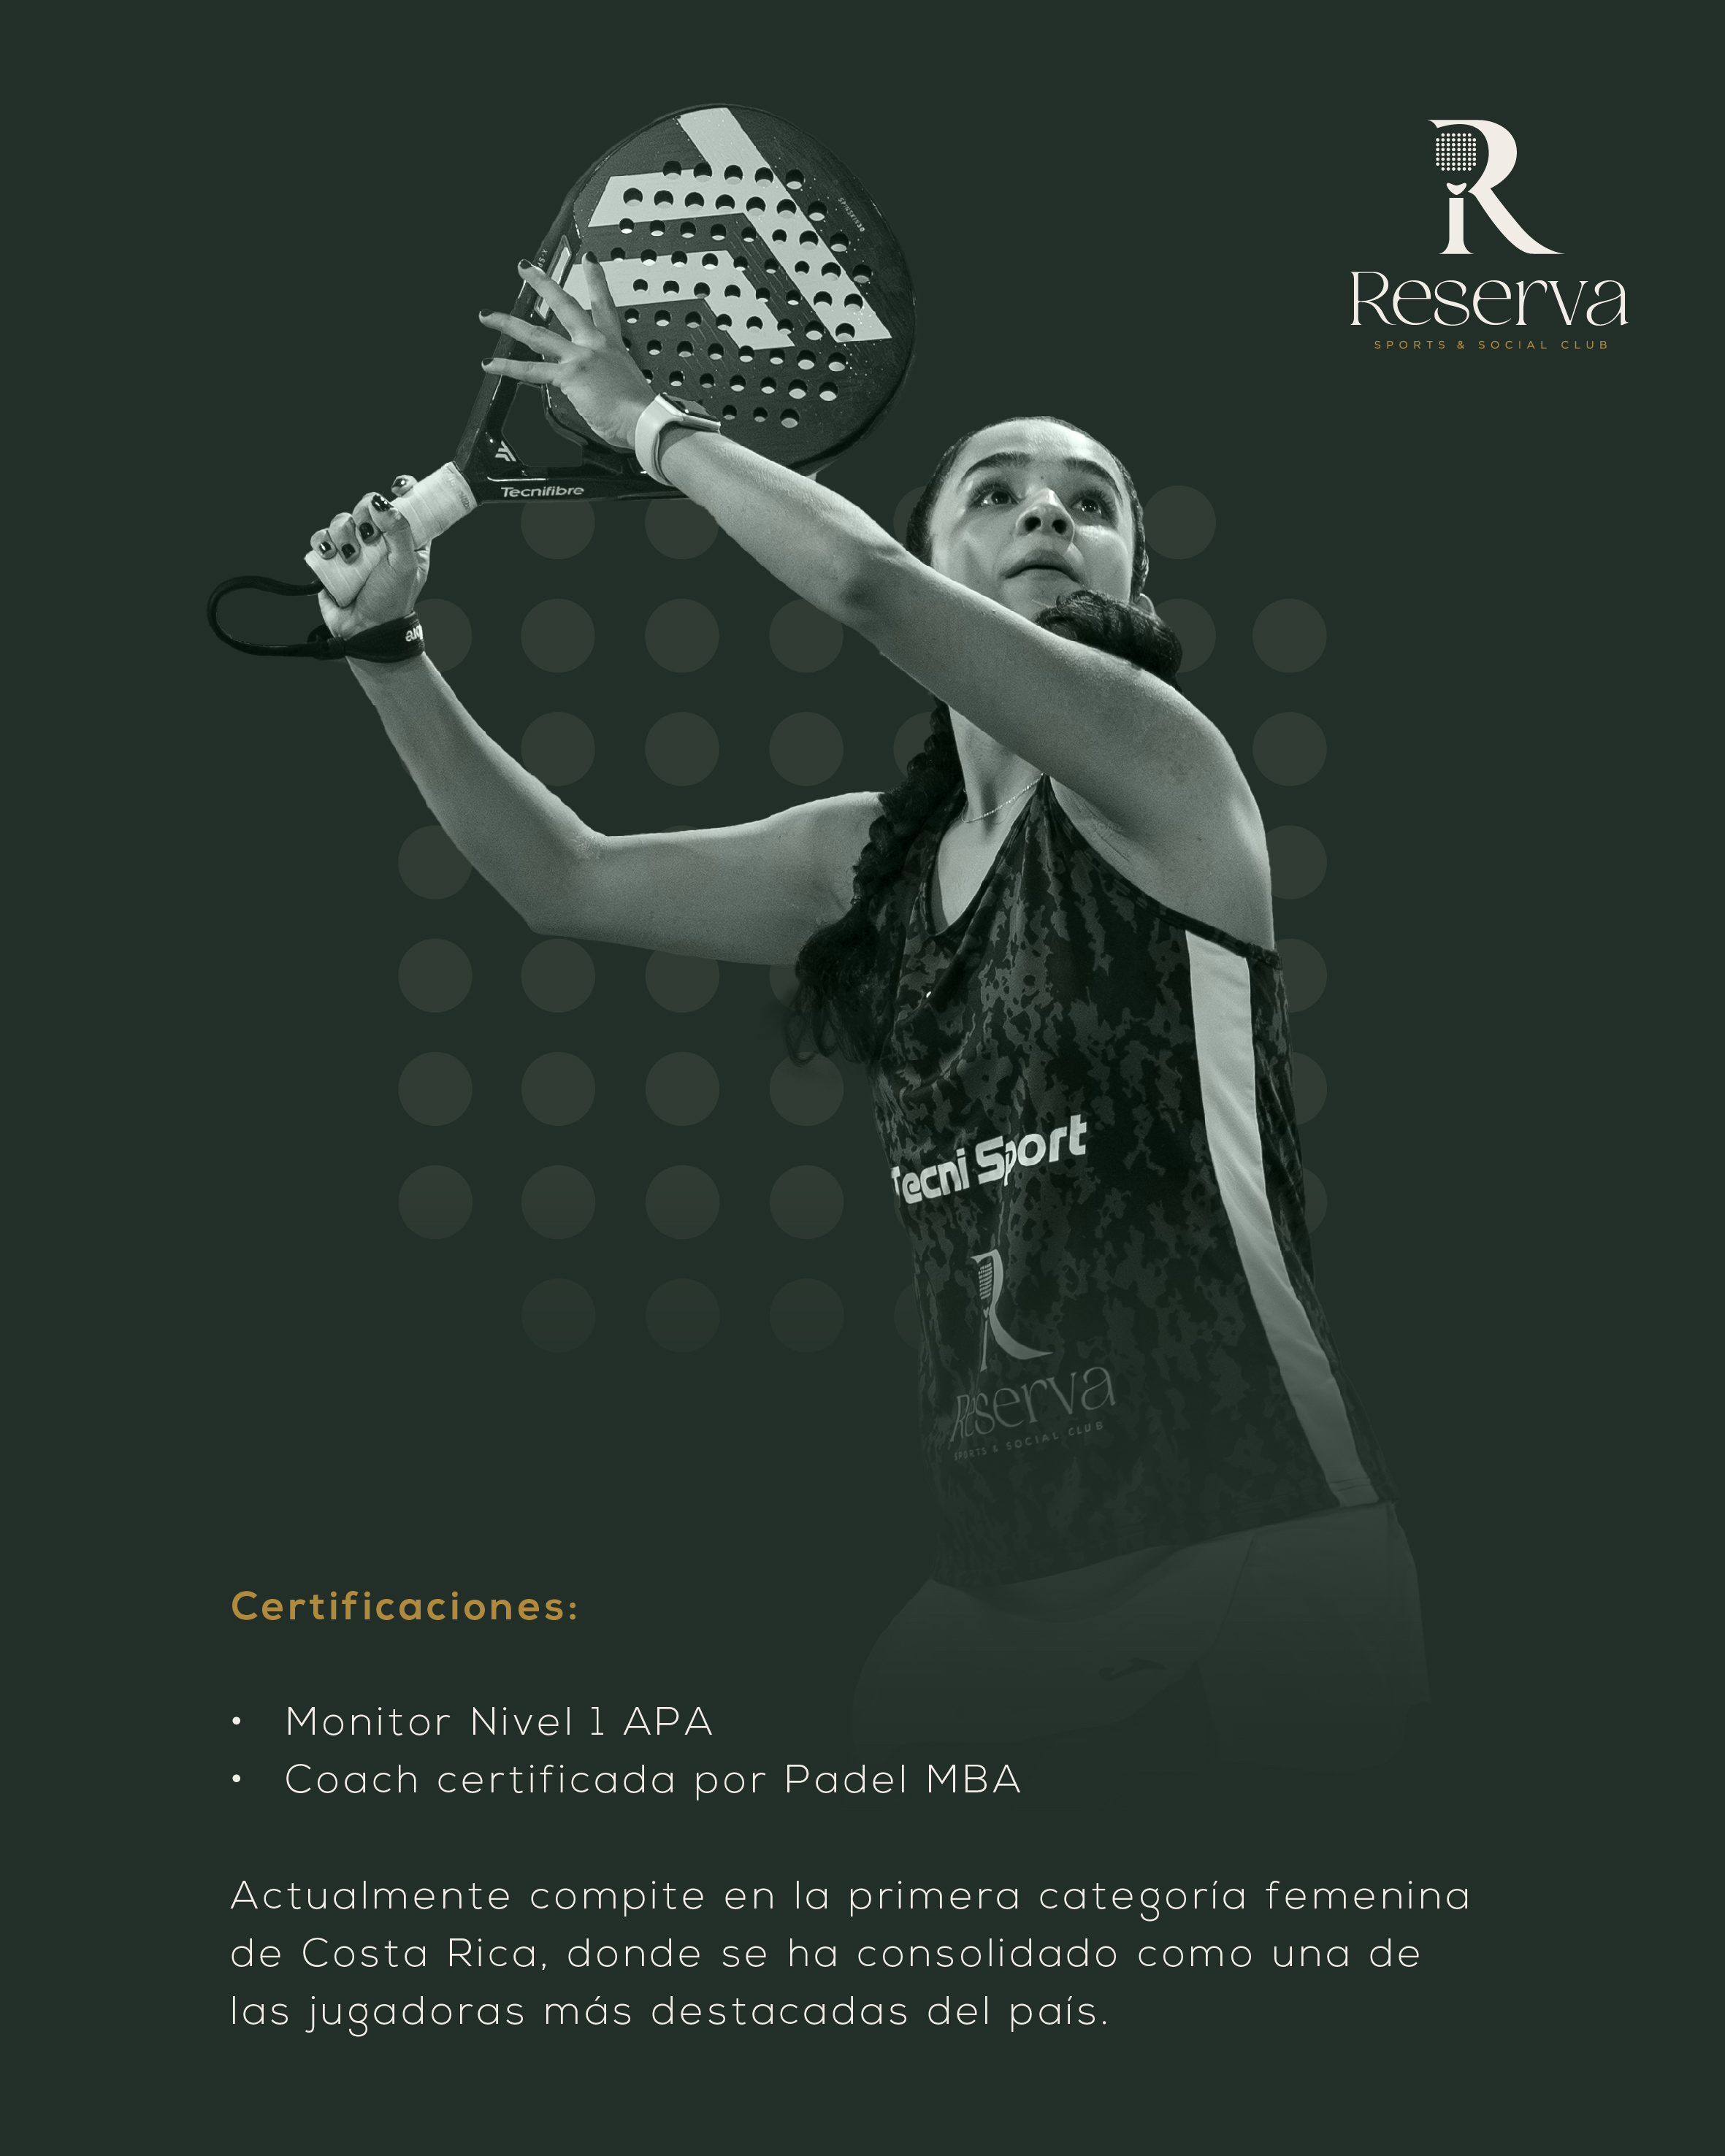 Reserva
SPORTS & SOCIAL CLUB
Tecnifibre
Tecni Sport
Reserva
SPORTS & SOCIAL CLUB
Certificaciones:
• Monitor Nivel 1 APA
• Coach certificada por Padel MBA
Actualmente compite en la primera categoría femenina
de Costa Rica, donde se ha consolidado como una de
las jugadoras más destacadas del país.